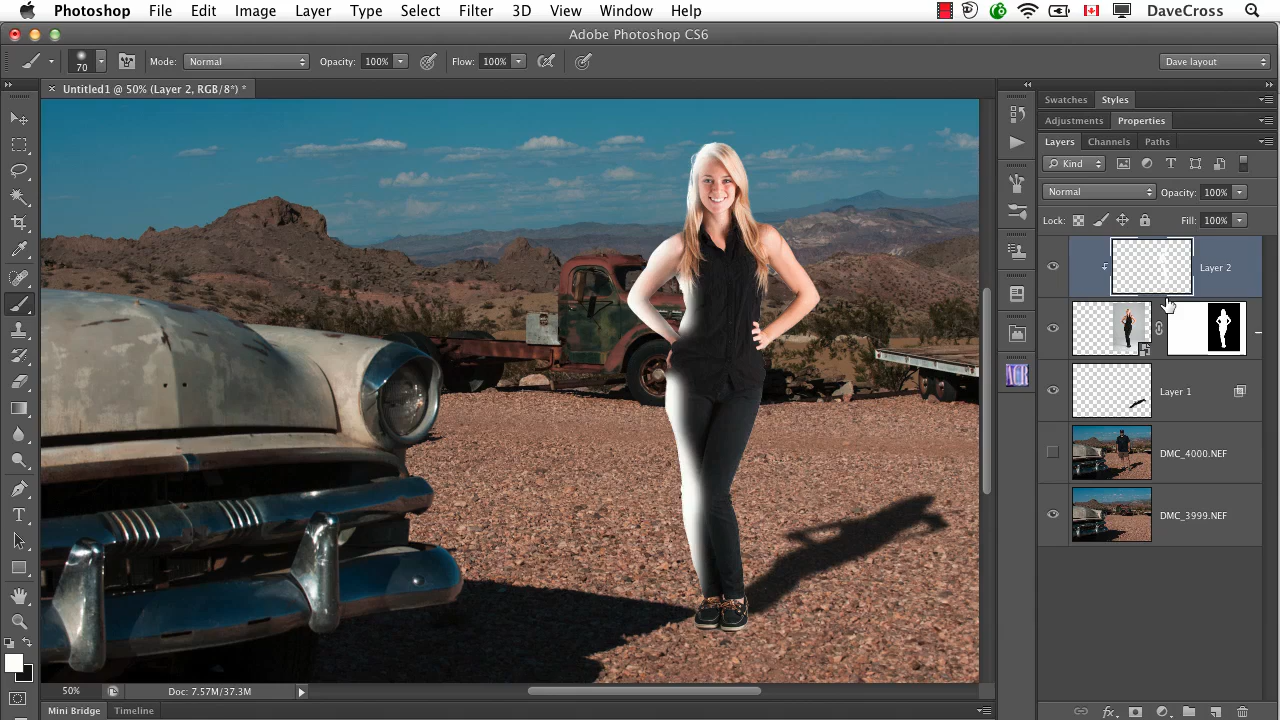 Photoshop File Edit Image Layer Type Select Filter 3D View Window Help DaveCross
Adobe Photoshop CS6
70 Mode: Normal Opacity: 100% Flow: 100% Dave layout
Untitled1 @ 50% (Layer 2, RGB/8*) *
Swatches Styles
Adjustments Properties
Layers Channels Paths
Kind
Normal Opacity: 100%
Lock: Fill: 100%
Layer 2
Layer 1
DMC_4000.NEF
DMC_3999.NEF
50% Doc: 7.57M/37.3M
Mini Bridge Timeline